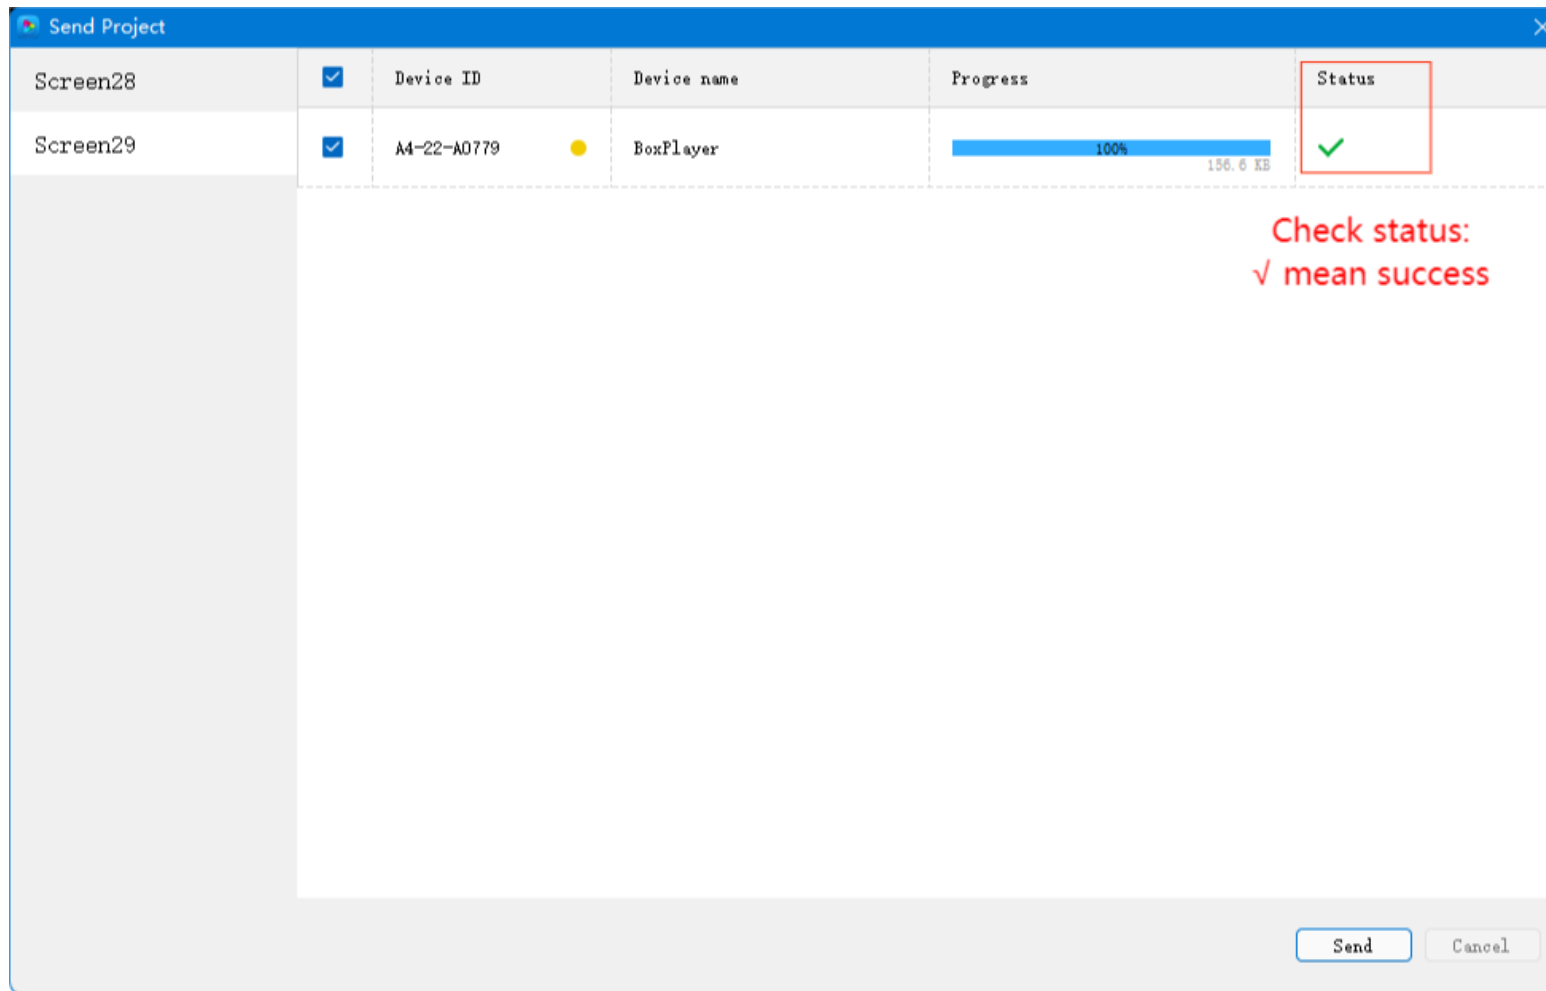 Send Project
Screen28
Screen29
Device ID Device name Progress Status
A4-22-A0779 BoxPlayer 100%
156.6 KB
Check status:
√ mean success
Send Cancel